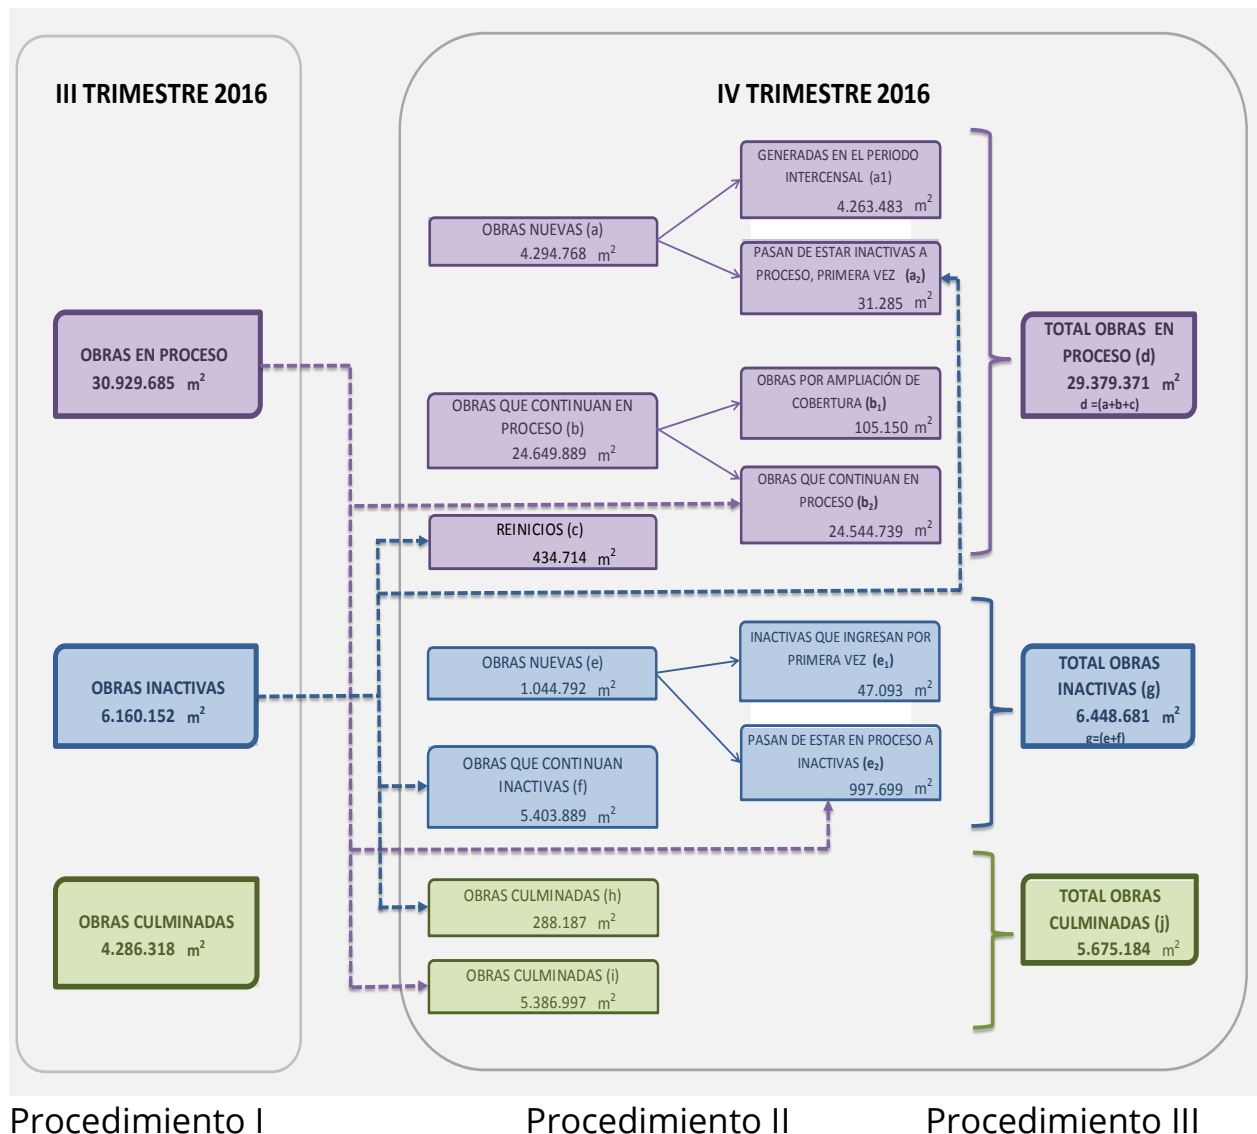 III TRIMESTRE 2016
OBRAS EN PROCESO
30.929.685 m²
OBRAS INACTIVAS
6.160.152 m²
OBRAS CULMINADAS
4.286.318 m²
IV TRIMESTRE 2016
OBRAS NUEVAS (a)
4.294.768 m²
GENERADAS EN EL PERIODO
INTERCENSAL (a1)
4.263.483 m²
PASAN DE ESTAR INACTIVAS A
PROCESO, PRIMERA VEZ (a₂)
31.285 m²
OBRAS QUE CONTINUAN EN
PROCESO (b)
24.649.889 m²
OBRAS POR AMPLIACIÓN DE
COBERTURA (b₁)
105.150 m²
OBRAS QUE CONTINUAN EN
PROCESO (b₂)
24.544.739 m²
REINICIOS (c)
434.714 m²
TOTAL OBRAS EN
PROCESO (d)
29.379.371 m²
d =(a+b+c)
OBRAS NUEVAS (e)
1.044.792 m²
INACTIVAS QUE INGRESAN POR
PRIMERA VEZ (e₁)
47.093 m²
PASAN DE ESTAR EN PROCESO A
INACTIVAS (e₂)
997.699 m²
OBRAS QUE CONTINUAN
INACTIVAS (f)
5.403.889 m²
TOTAL OBRAS
INACTIVAS (g)
6.448.681 m²
g=(e+f)
OBRAS CULMINADAS (h)
288.187 m²
OBRAS CULMINADAS (i)
5.386.997 m²
TOTAL OBRAS
CULMINADAS (j)
5.675.184 m²
Procedimiento I
Procedimiento II
Procedimiento III